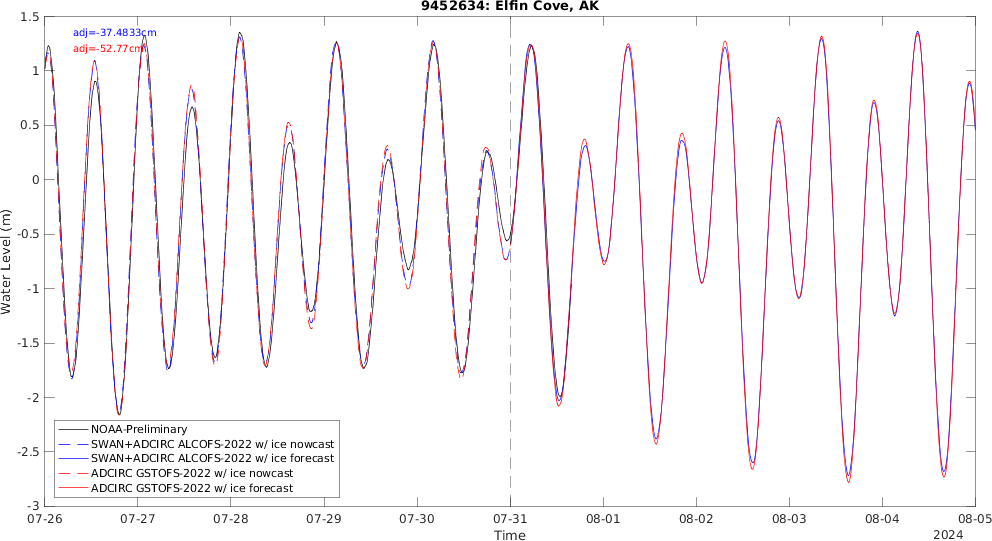 9452634: Elfin Cove, AK
adj=-37.4833cm
adj=-52.77cm
1.5
1
0.5
0
-0.5
-1
-1.5
-2
-2.5
-3
Water Level (m)
NOAA-Preliminary
SWAN+ADCIRC ALCOFS-2022 w/ ice nowcast
SWAN+ADCIRC ALCOFS-2022 w/ ice forecast
ADCIRC GSTOFS-2022 w/ ice nowcast
ADCIRC GSTOFS-2022 w/ ice forecast
07-26 07-27 07-28 07-29 07-30 07-31 08-01 08-02 08-03 08-04 08-05
Time
2024